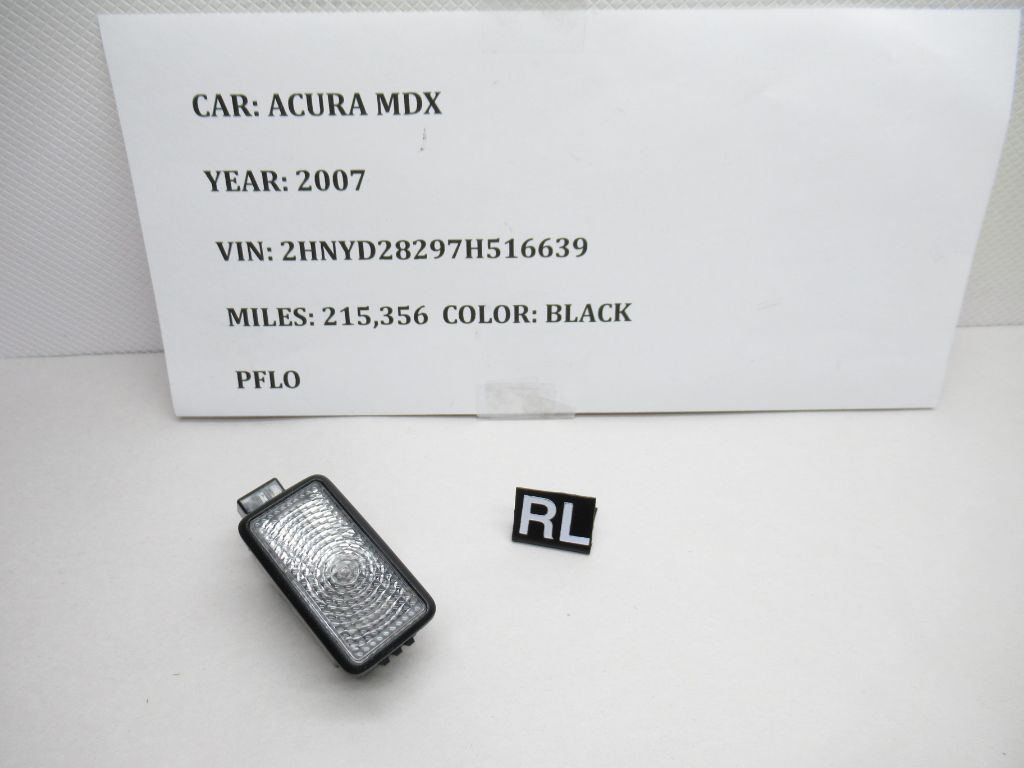 CAR: ACURA MDX
YEAR: 2007
VIN: 2HNYD28297H516639
MILES: 215,356 COLOR: BLACK
PFLO
RL